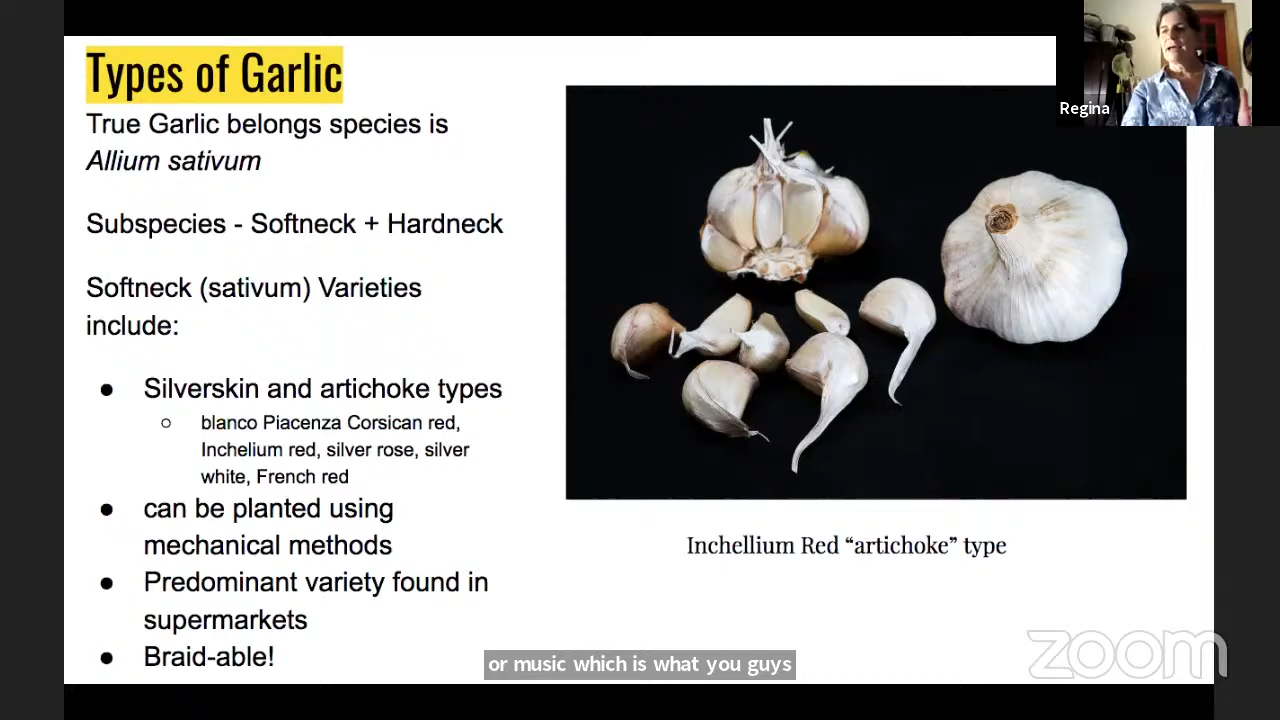 Types of Garlic
True Garlic belongs species is
Allium sativum
Subspecies - Softneck + Hardneck
Softneck (sativum) Varieties
include:
● Silverskin and artichoke types
○ blanco Piacenza Corsican red,
Inchelium red, silver rose, silver
white, French red
● can be planted using
mechanical methods
● Predominant variety found in
supermarkets
● Braid-able!
Regina
Inchellium Red “artichoke” type
or music which is what you guys
zoom